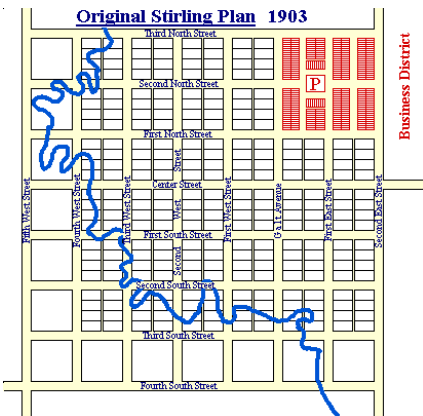 Original Stirling Plan 1903
Third North Street
Business District
Second North Street
P
First North Street
Center Street
Fifth West Street
Fourth West Street
Third West Street
Second West Street
First West Street
Galt Avenue
First East Street
Second East Street
First South Street
Second South Street
Third South Street
Fourth South Street